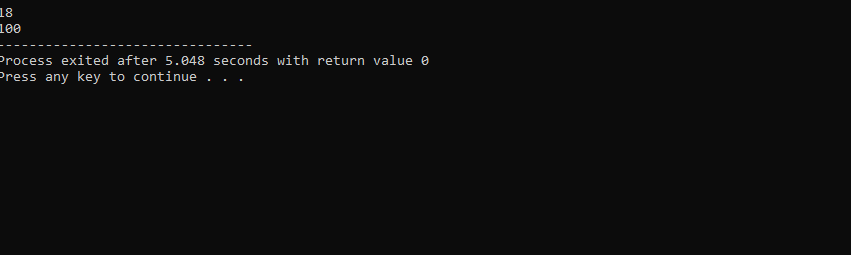 18
100
--------------------------------
Process exited after 5.048 seconds with return value 0
Press any key to continue . . .